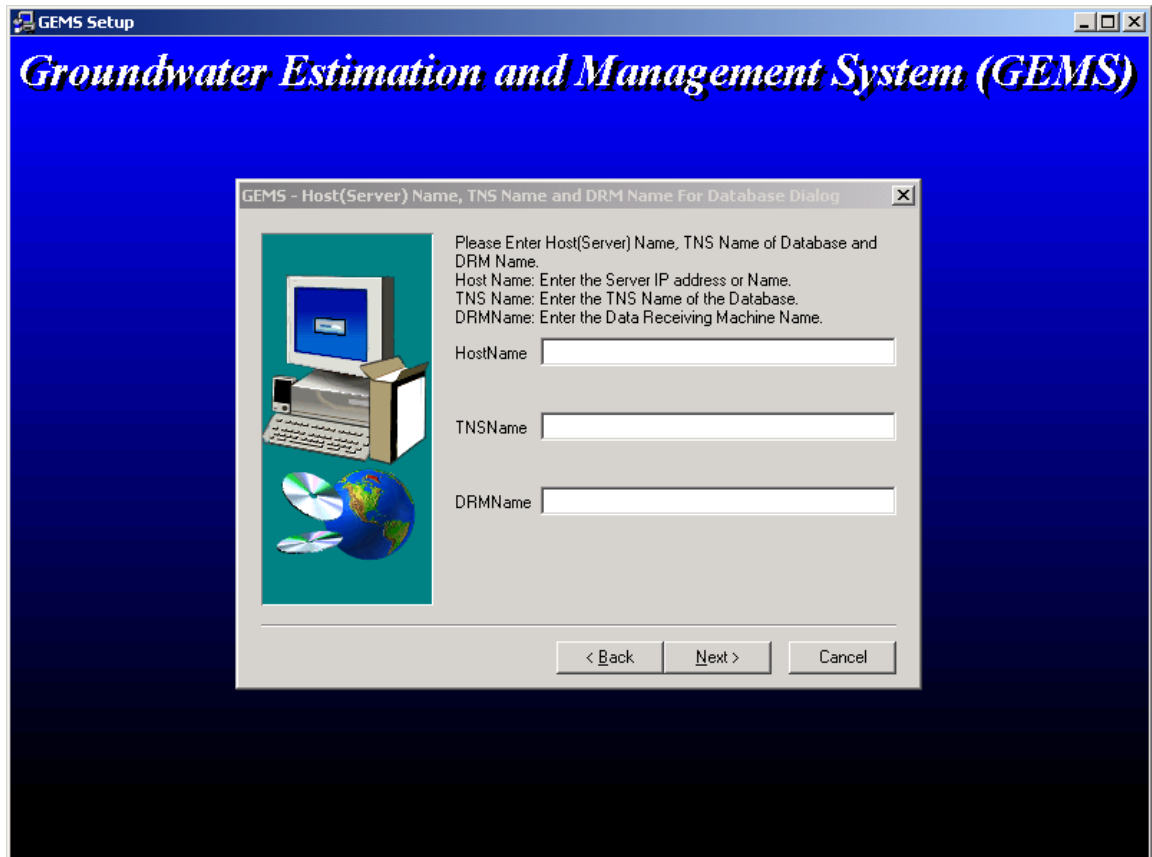 GEMS Setup
Groundwater Estimation and Management System (GEMS)
GEMS - Host(Server) Name, TNS Name and DRM Name For Database Dialog
Please Enter Host(Server) Name, TNS Name of Database and
DRM Name.
Host Name: Enter the Server IP address or Name.
TNS Name: Enter the TNS Name of the Database.
DRMName: Enter the Data Receiving Machine Name.
HostName
TNSName
DRMName
< Back
Next >
Cancel